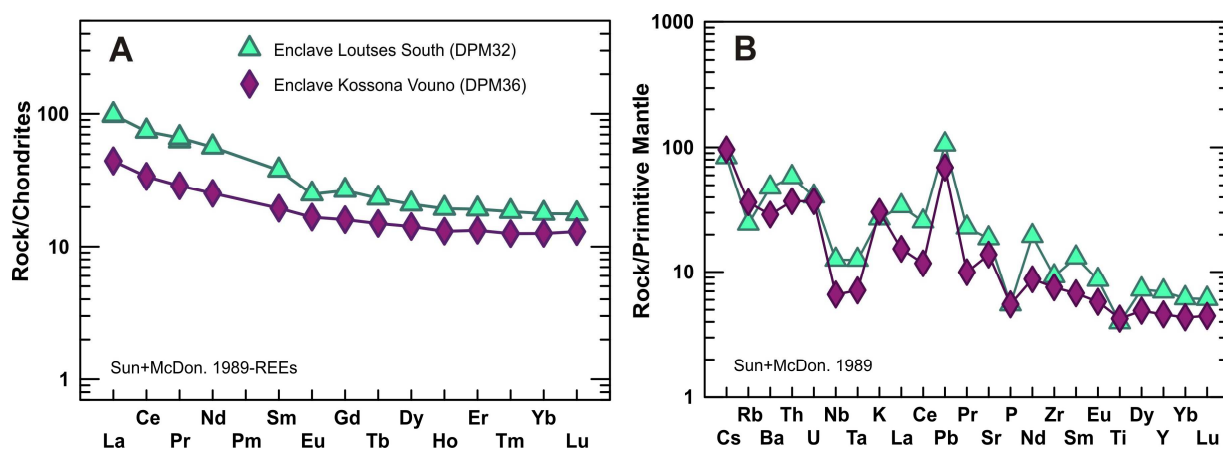 A
Enclave Loutses South (DPM32)
Enclave Kossona Vouno (DPM36)
Rock/Chondrites
100
10
1
Sun+McDon. 1989-REEs
Ce Nd Sm Gd Dy Er Yb
La Pr Pm Eu Tb Ho Tm Lu
B
Rock/Primitive Mantle
1000
100
10
1
Sun+McDon. 1989
Rb Th Nb K Ce Pr P Zr Eu Dy Yb
Cs Ba U Ta La Pb Sr Nd Sm Ti Y Lu